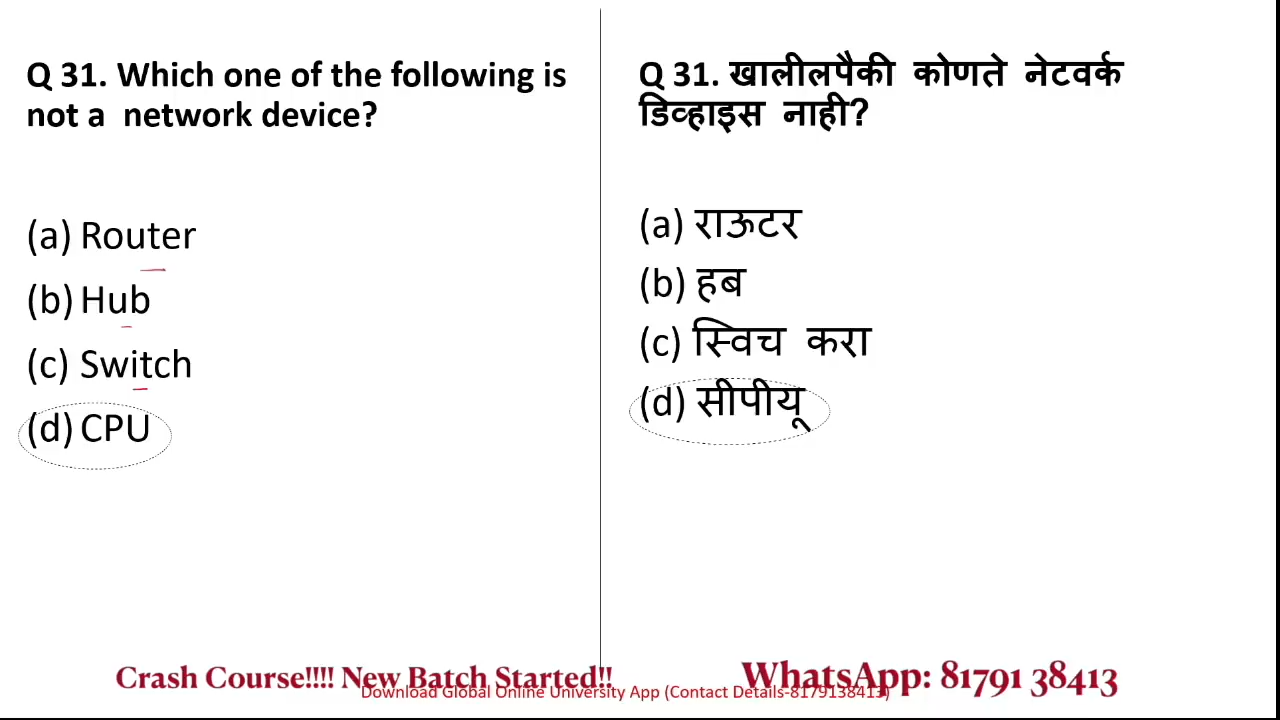 Q 31. Which one of the following is
not a network device?
(a) Router
(b) Hub
(c) Switch
(d) CPU
Q 31. खालीलपैकी कोणते नेटवर्क
डिव्हाइस नाही?
(a) राऊटर
(b) हब
(c) स्विच करा
(d) सीपीयू
Crash Course!!!! New Batch Started!!
WhatsApp: 81791 38413
Download Global Online University App (Contact Details-8179138413)